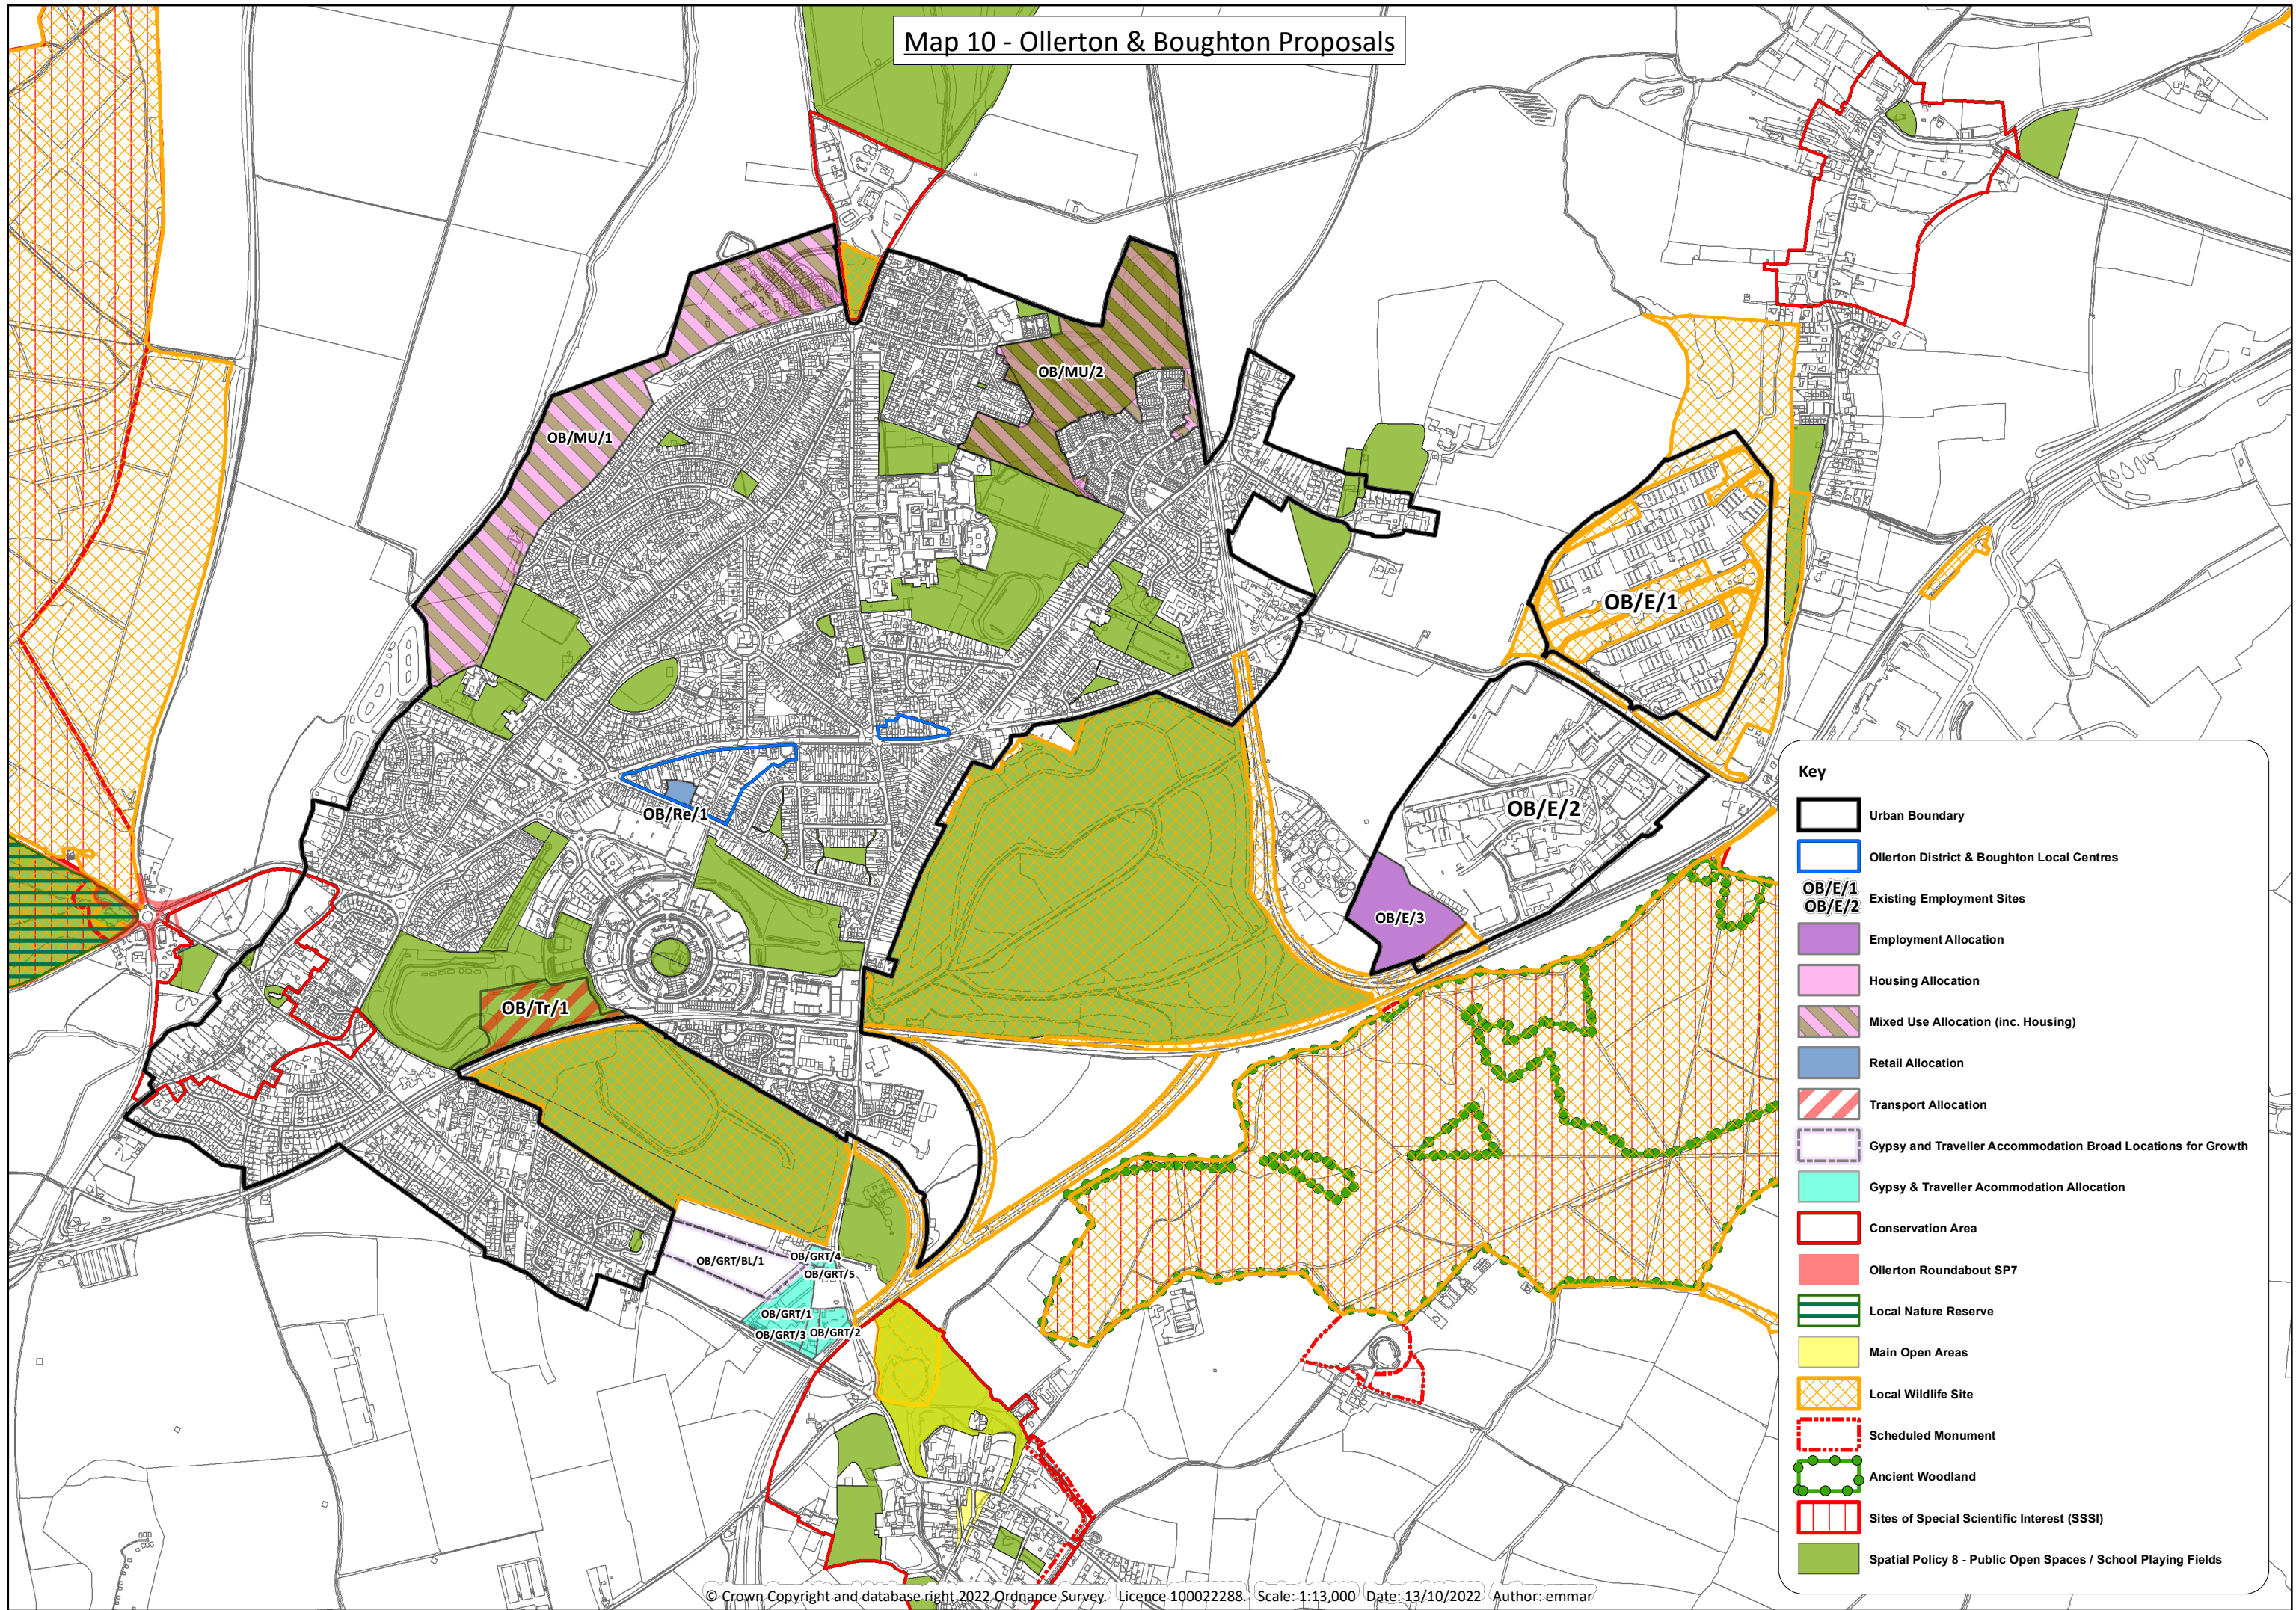 Map 10 - Ollerton & Boughton Proposals
OB/MU/2
OB/MU/1
OB/E/1
OB/E/2
OB/Re/1
OB/E/3
OB/Tr/1
OB/GRT/BL/1
OB/GRT/4
OB/GRT/5
OB/GRT/1
OB/GRT/3
OB/GRT/2
Key
Urban Boundary
Ollerton District & Boughton Local Centres
OB/E/1
OB/E/2
Existing Employment Sites
Employment Allocation
Housing Allocation
Mixed Use Allocation (inc. Housing)
Retail Allocation
Transport Allocation
Gypsy and Traveller Accommodation Broad Locations for Growth
Gypsy & Traveller Acommodation Allocation
Conservation Area
Ollerton Roundabout SP7
Local Nature Reserve
Main Open Areas
Local Wildlife Site
Scheduled Monument
Ancient Woodland
Sites of Special Scientific Interest (SSSI)
Spatial Policy 8 - Public Open Spaces / School Playing Fields
© Crown Copyright and database right 2022 Ordnance Survey. Licence 100022288. Scale: 1:13,000 Date: 13/10/2022 Author: emmar